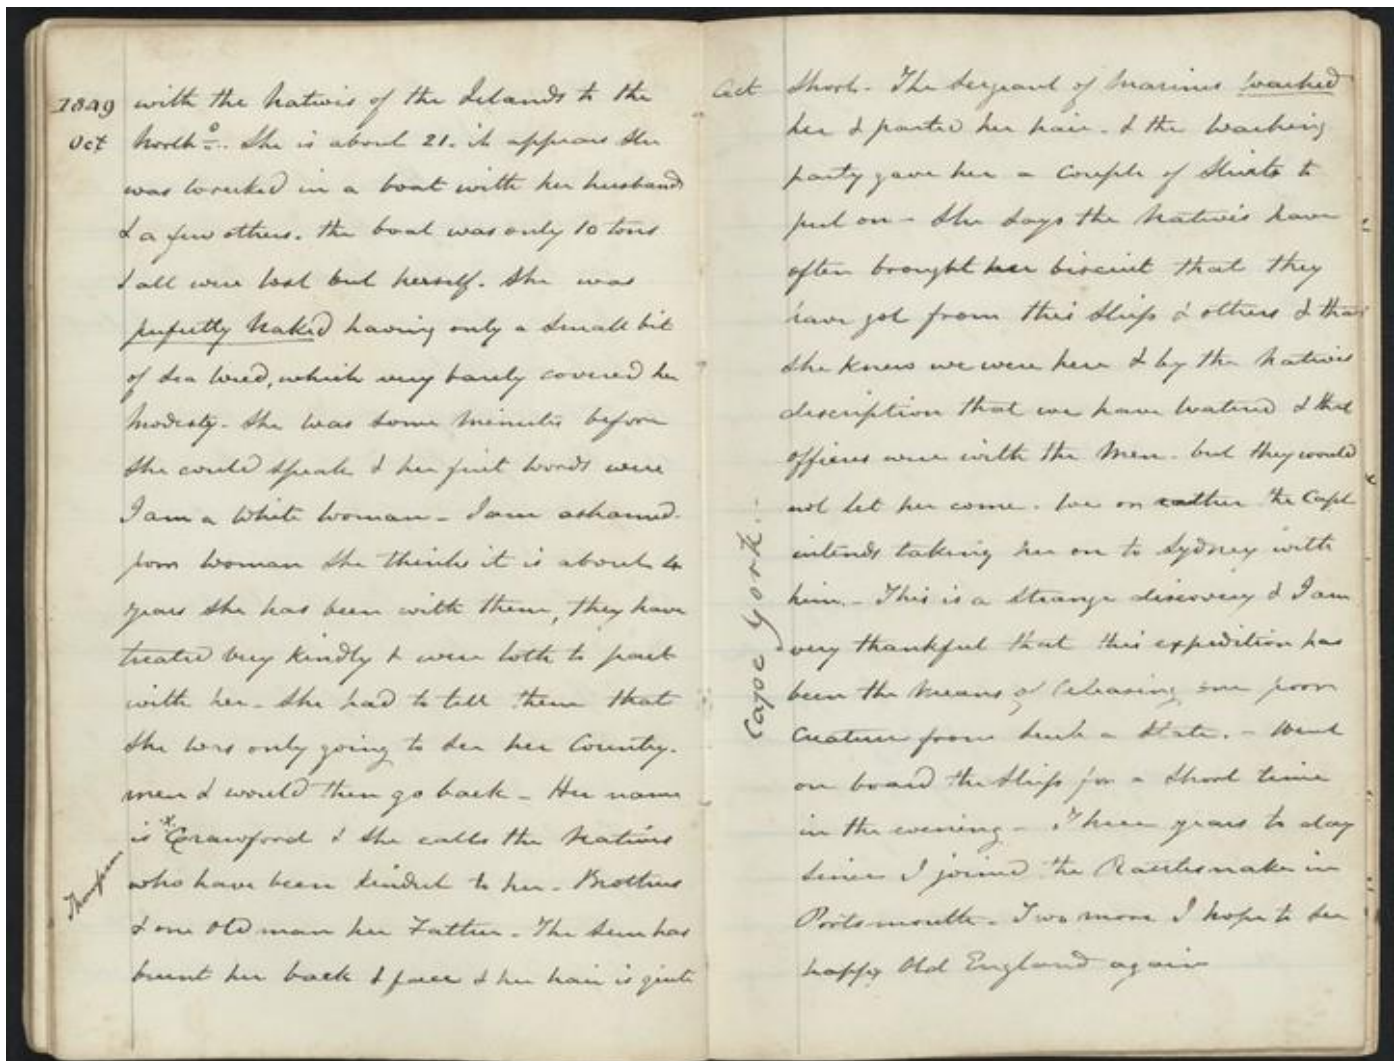 1849 with the Natives of the Islands to the
Oct North°. She is about 21. it appears she
was wrecked in a boat with her husband
& a few others. the boat was only 10 tons
& all were lost but herself. She was
perfectly Naked having only a small bit
of Sea Weed, which very barely covered her
Modesty. She was some Minutes before
She could speak & her first words were
I am a White Woman - I am ashamed.
poor Woman She thinks it is about 4
years She has been with them, they have
treated very kindly & were loth to part
with her. She had to tell them that
She was only going to see her Country.
men & would then go back - Her name
is x Crawford & She calls the Natives
Thompson
who have been kindest to her - Brothers
& one Old man her Father - The Sun has
burnt her back & face & her hair is quite
Oct Short. The Sergeant of Marines washed
her & parted her hair. & the washing
party gave her a couple of Shirts to
put on - She says the Natives have
often brought her biscuit that they
have got from this Ship & others & that
She knew we were here & by the Natives
description that we have watered & that
officers were with the Men. but they would
not let her come. We or rather the Capt
intends taking her on to Sydney with
him. - This is a Strange discovery & I am
very thankful that this expedition has
been the Means of releasing one poor
Creature from such a State. - Went
on board the Ship for a Short time
in the evening - Three years to day
since I joined the Rattlesnake in
Portsmouth - Two more I hope to see
happy Old England again
Cape York.-